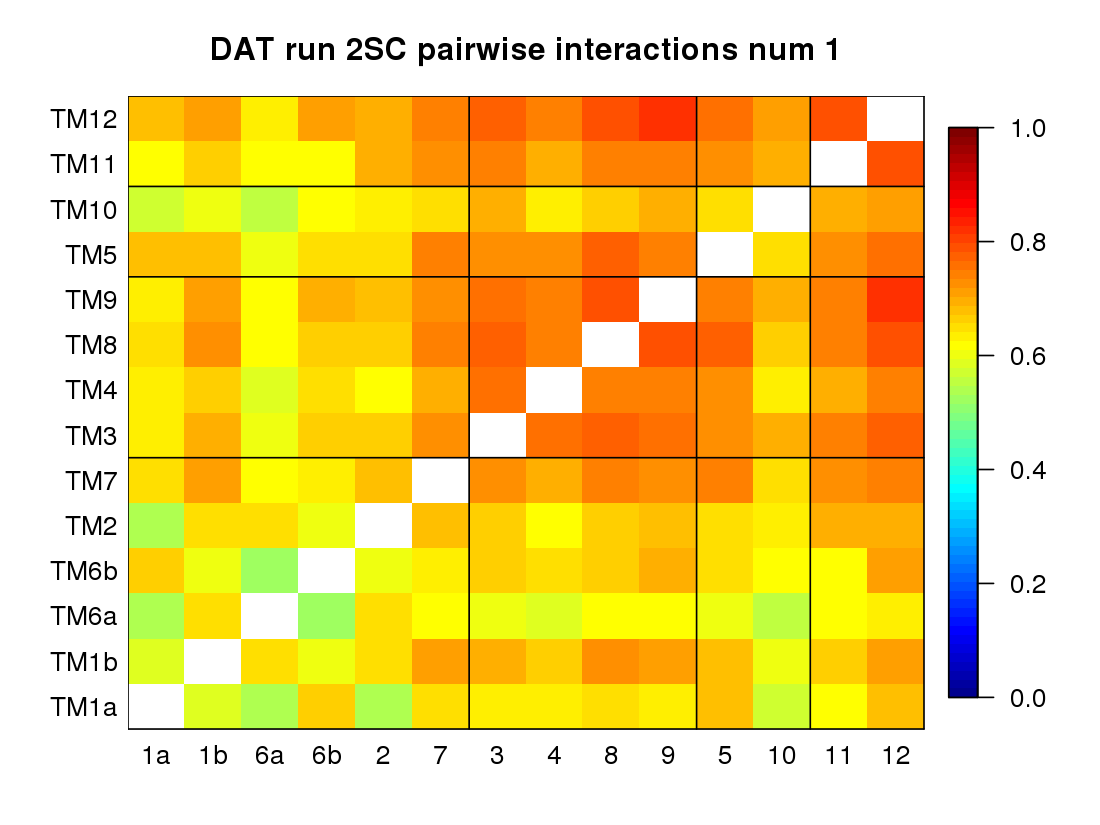 DAT run 2SC pairwise interactions num 1
TM12
TM11
TM10
TM5
TM9
TM8
TM4
TM3
TM7
TM2
TM6b
TM6a
TM1b
TM1a
1a 1b 6a 6b 2 7 3 4 8 9 5 10 11 12
1.0
0.8
0.6
0.4
0.2
0.0